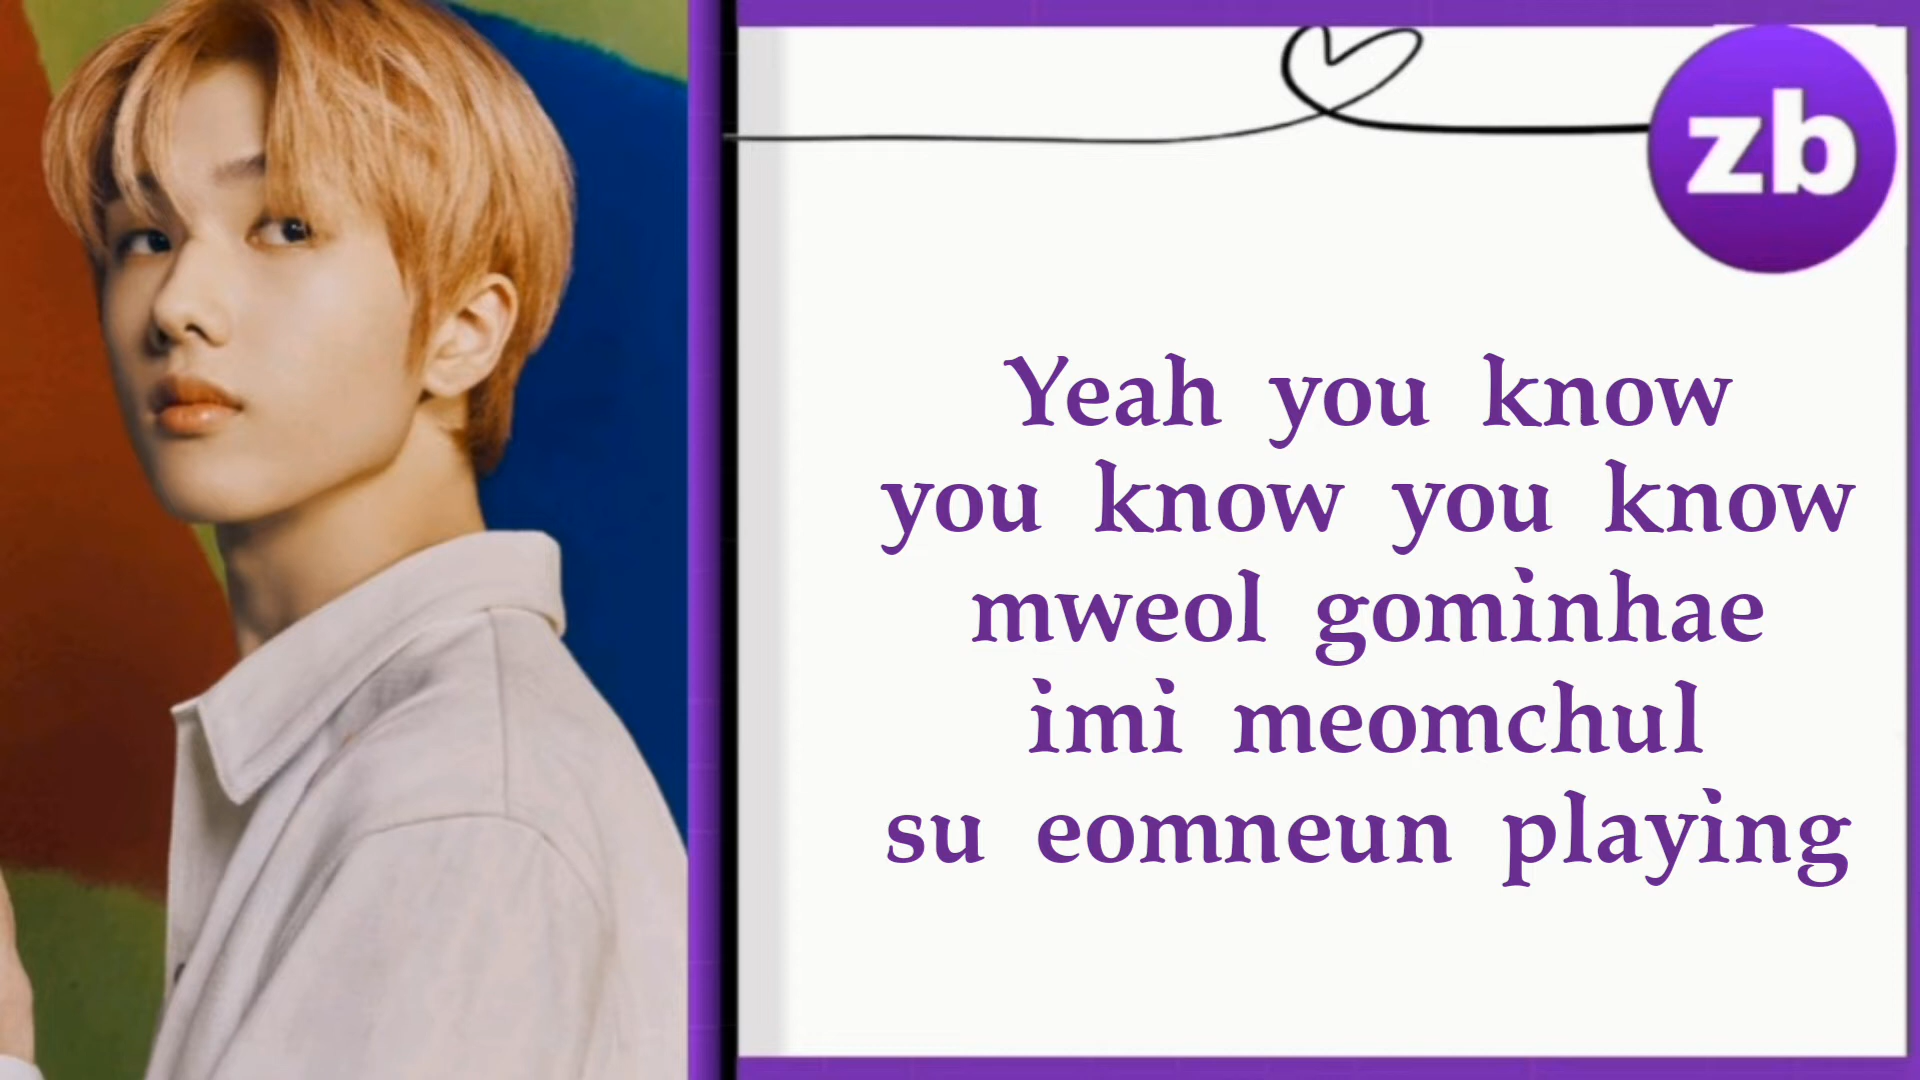 zb
Yeah you know
you know you know
mweol gominhae
imi meomchul
su eomneun playing